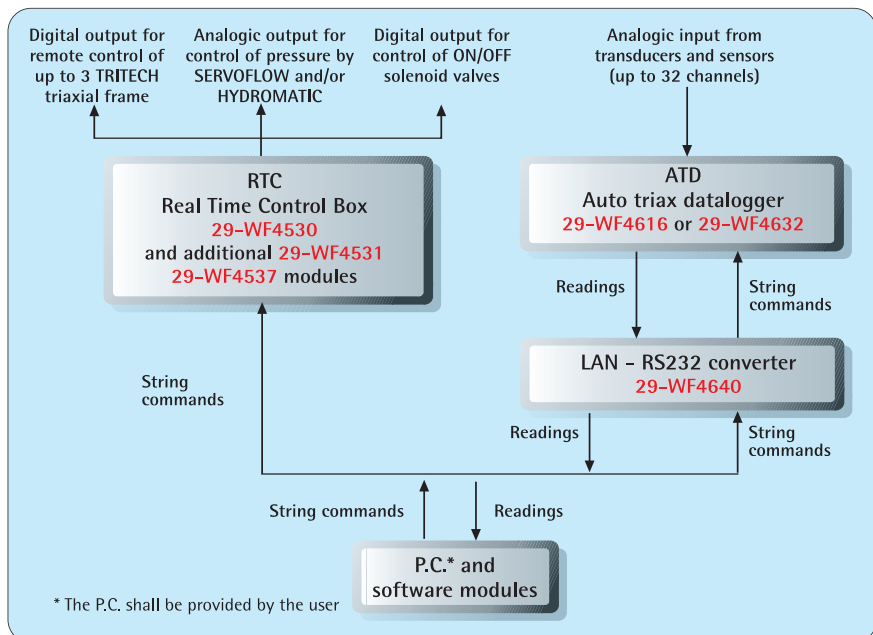 Digital output for
remote control of
up to 3 TRITECH
triaxial frame
Analogic output for
control of pressure by
SERVOFLOW and/or
HYDROMATIC
Digital output for
control of ON/OFF
solenoid valves
Analogic input from
transducers and sensors
(up to 32 channels)
RTC
Real Time Control Box
29-WF4530
and additional 29-WF4531
29-WF4537 modules
ATD
Auto triax datalogger
29-WF4616 or 29-WF4632
Readings
String
commands
LAN - RS232 converter
29-WF4640
String
commands
Readings
String
commands
String commands
Readings
P.C.* and
software modules
* The P.C. shall be provided by the user